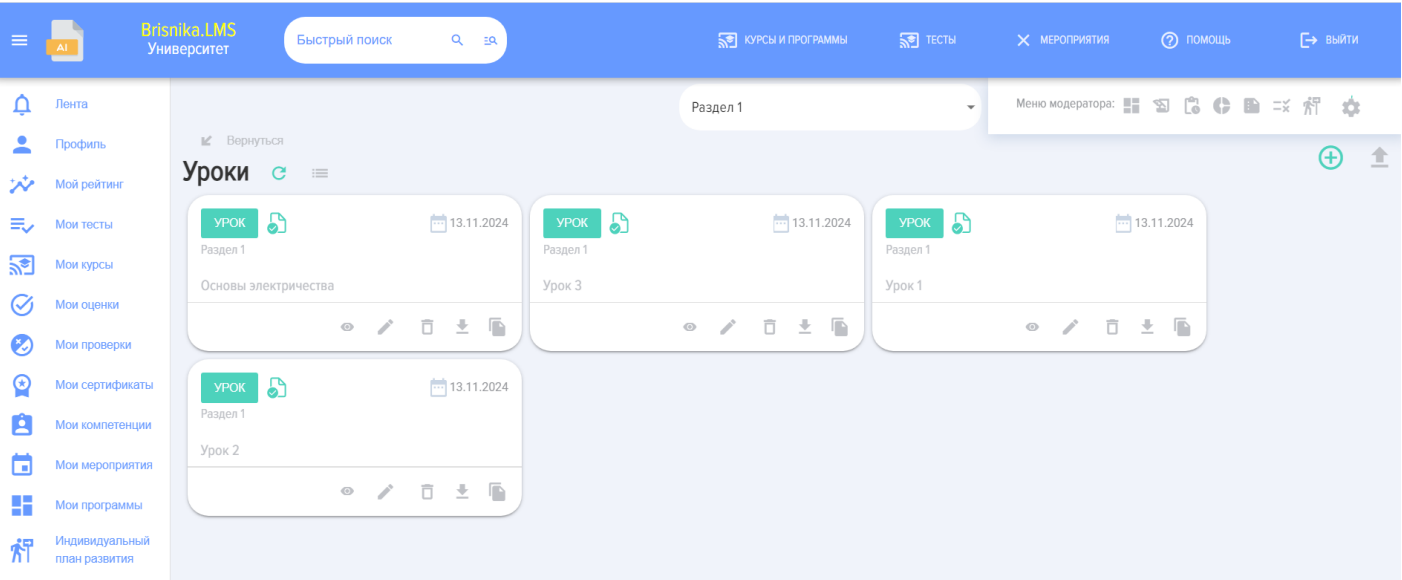 AI
Brisnika.LMS
Университет
Быстрый поиск
КУРСЫ И ПРОГРАММЫ
ТЕСТЫ
МЕРОПРИЯТИЯ
ПОМОЩЬ
ВЫЙТИ
Лента
Профиль
Мой рейтинг
Мои тесты
Мои курсы
Мои оценки
Мои проверки
Мои сертификаты
Мои компетенции
Мои мероприятия
Мои программы
Индивидуальный
план развития
Раздел 1
Меню модератора:
Вернуться
Уроки
УРОК
13.11.2024
Раздел 1
Основы электричества
УРОК
13.11.2024
Раздел 1
Урок 3
УРОК
13.11.2024
Раздел 1
Урок 1
УРОК
13.11.2024
Раздел 1
Урок 2